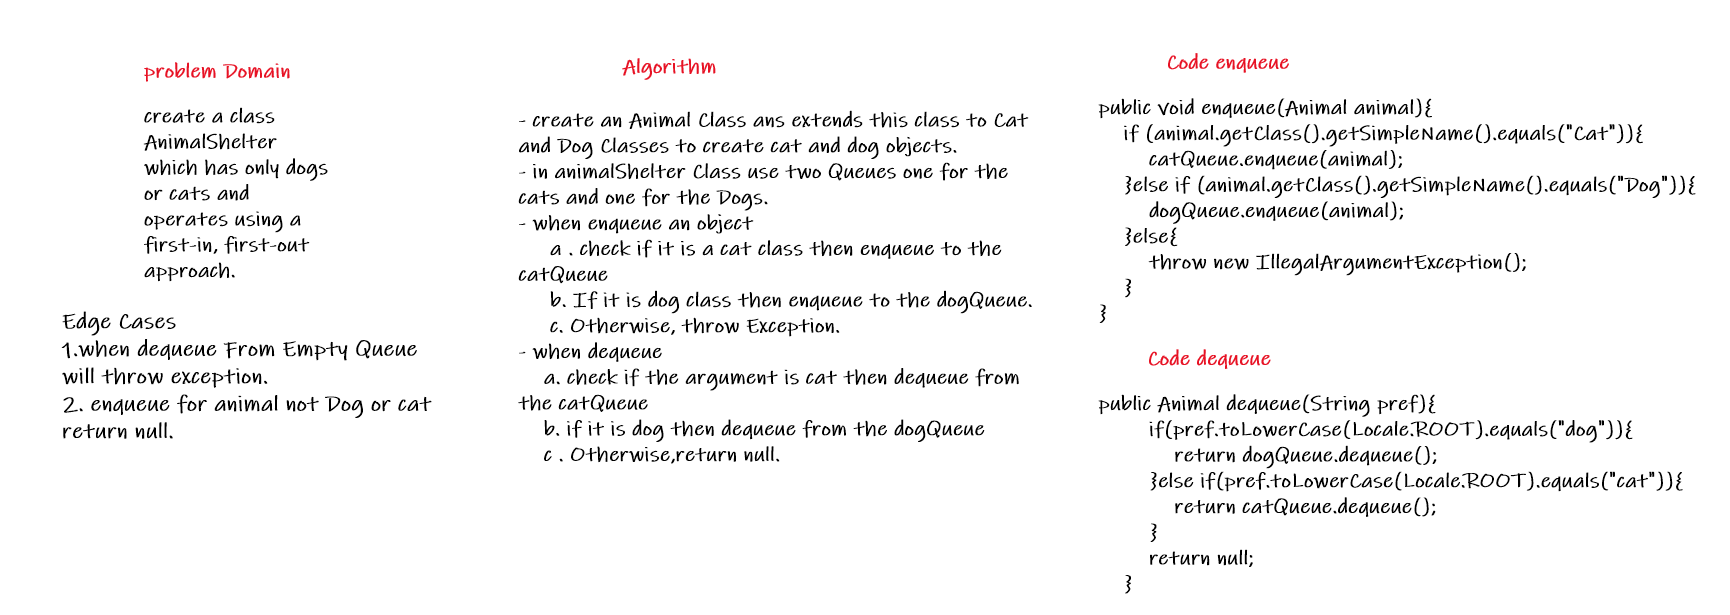 problem Domain
create a class
AnimalShelter
which has only dogs
or cats and
operates using a
first-in, first-out
approach.
Edge Cases
1.when dequeue From Empty Queue
will throw exception.
2. enqueue for animal not Dog or cat
return null.
Algorithm
- create an Animal Class ans extends this class to Cat
and Dog Classes to create cat and dog objects.
- in animalShelter Class use two Queues one for the
cats and one for the Dogs.
- when enqueue an object
a . check if it is a cat class then enqueue to the
catQueue
b. If it is dog class then enqueue to the dogQueue.
c. Otherwise, throw Exception.
- when dequeue
a. check if the argument is cat then dequeue from
the catQueue
b. if it is dog then dequeue from the dogQueue
c . Otherwise,return null.
Code enqueue
public void enqueue(Animal animal){
if (animal.getClass().getSimpleName().equals("Cat")){
catQueue.enqueue(animal);
}else if (animal.getClass().getSimpleName().equals("Dog")){
dogQueue.enqueue(animal);
}else{
throw new IllegalArgumentException();
}
}
Code dequeue
public Animal dequeue(String pref){
if(pref.toLowerCase(Locale.ROOT).equals("dog")){
return dogQueue.dequeue();
}else if(pref.toLowerCase(Locale.ROOT).equals("cat")){
return catQueue.dequeue();
}
return null;
}